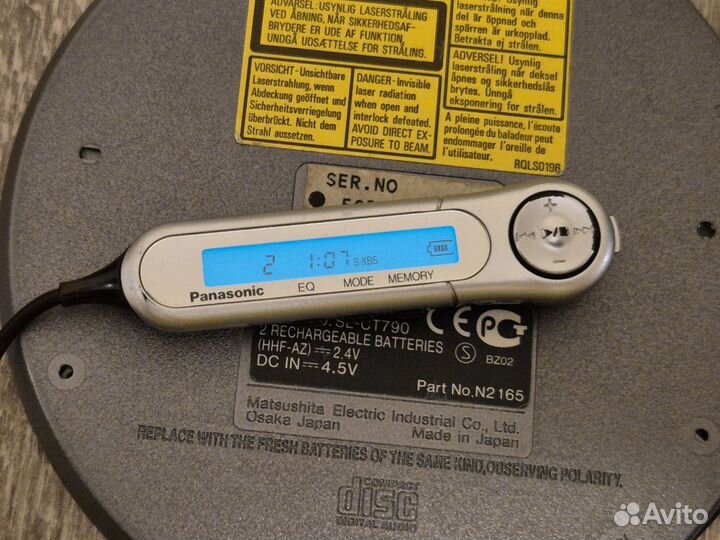 ADVARSEL: USYNLIG LASERSTRÅLING
VED ÅBNING, NÅR SIKKERHEDSAF-
BRYDERE ER UDE AF FUNKTION.
UNDGÅ UDSÆTTELSE FOR STRÅLING.
laserstrålning när denna
del är öppnad och
spärren är urkopplad.
Betrakta ej strålen.
ADVERSEL! Usynlig
laserstråling når deksel
åpnes og sikkerhedslås
brytes. Unngå
eksponering for strålen.
VORSICHT-Unsichtbare
Laserstrahlung, wenn
Abdeckung geöffnet und
Sicherheitsverriegelung
überbrückt. Nicht dem
Strahl aussetzen.
DANGER-Invisible
laser radiation
when open and
interlock defeated.
AVOID DIRECT EX-
POSURE TO BEAM.
A pleine puissance, l'écoute
prolongée du baladeur peut
endommager l'oreille de
l'utilisateur.
RQLS0196
SER.NO
2 1:07 S-XBS
Panasonic EQ MODE MEMORY
SL-CT790
2 RECHARGEABLE BATTERIES
(HHF-AZ) 2,4V
DC IN 4.5V
CE
S
BZ02
Part No.N2165
Matsushita Electric Industrial Co., Ltd.
Osaka Japan Made in Japan
REPLACE WITH THE FRESH BATTERIES OF THE SAME KIND,OBSERVING POLARITY.
COMPACT
disc
DIGITAL AUDIO
Avito